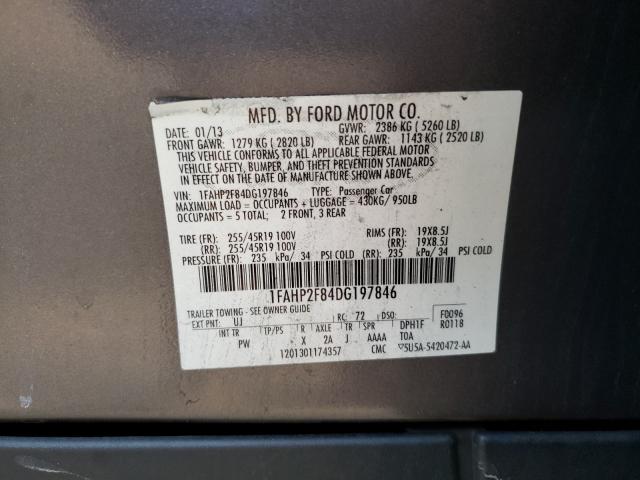 MFD. BY FORD MOTOR CO.
DATE: 01/13 GVWR: 2386 KG ( 5260 LB)
FRONT GAWR: 1279 KG ( 2820 LB) REAR GAWR: 1143 KG ( 2520 LB)
THIS VEHICLE CONFORMS TO ALL APPLICABLE FEDERAL MOTOR
VEHICLE SAFETY, BUMPER, AND THEFT PREVENTION STANDARDS
IN EFFECT ON THE DATE OF MANUFACTURE SHOWN ABOVE.
VIN: 1FAHP2F84DG197846 TYPE: Passenger Car
MAXIMUM LOAD = OCCUPANTS + LUGGAGE = 430KG/ 950LB
OCCUPANTS = 5 TOTAL; 2 FRONT, 3 REAR
TIRE (FR): 255/45R19 100V RIMS (FR): 19X8.5J
(RR): 255/45R19 100V (RR): 19X8.5J
PRESSURE (FR): 235 kPa/ 34 PSI COLD (RR): 235 kPa/ 34 PSI COLD
1FAHP2F84DG197846
TRAILER TOWING - SEE OWNER GUIDE
EXT PNT: UJ RC: 72 DSO: F0096
INT TR TP/PS R AXLE TR SPR DPH1F R0118
PW X 2A J AAAA TOA
1201301174357 CMC ▽5U5A-5420472-AA